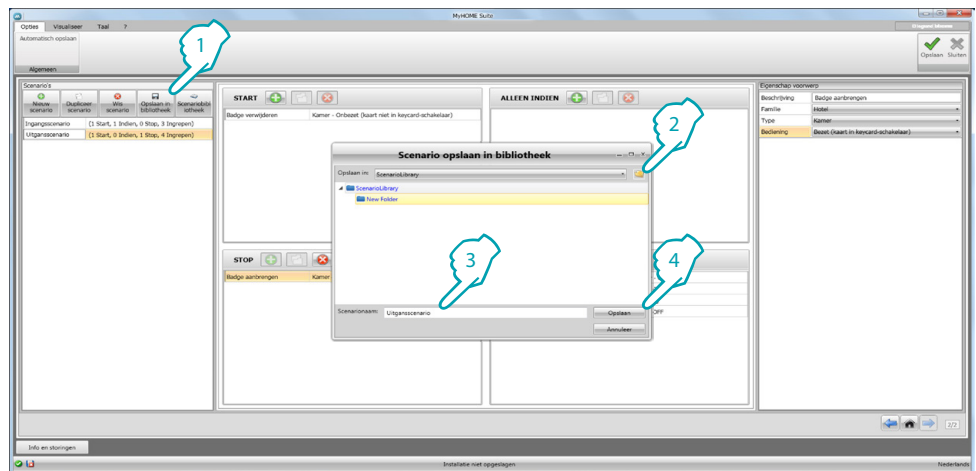 MyHOME Suite
Opties Visualiseer Taal ?
Automatisch opslaan
Algemeen
Opslaan Sluiten
1
Scenario's
Nieuw scenario
Dupliceer scenario
Wis scenario
Opslaan in bibliotheek
Scenariobibliotheek
Ingangsscenario (1 Start, 1 Indien, 0 Stop, 3 Ingrepen)
Uitgansscenario (1 Start, 0 Indien, 1 Stop, 4 Ingrepen)
START
Badge verwijderen Kamer - Onbezet (kaart niet in keycard-schakelaar)
ALLEEN INDIEN
2
STOP
Badge aanbrengen Kamer
OFF
Scenario opslaan in bibliotheek
Opslaan in: ScenarioLibrary
ScenarioLibrary
New Folder
3
4
Scenarionaam: Uitgansscenario
Opslaan
Annuleer
Eigenschap voorwerp
Beschrijving Badge aanbrengen
Familie Hotel
Type Kamer
Bediening Bezet (kaart in keycard-schakelaar)
2/2
Info en storingen
Installatie niet opgeslagen
Nederlands